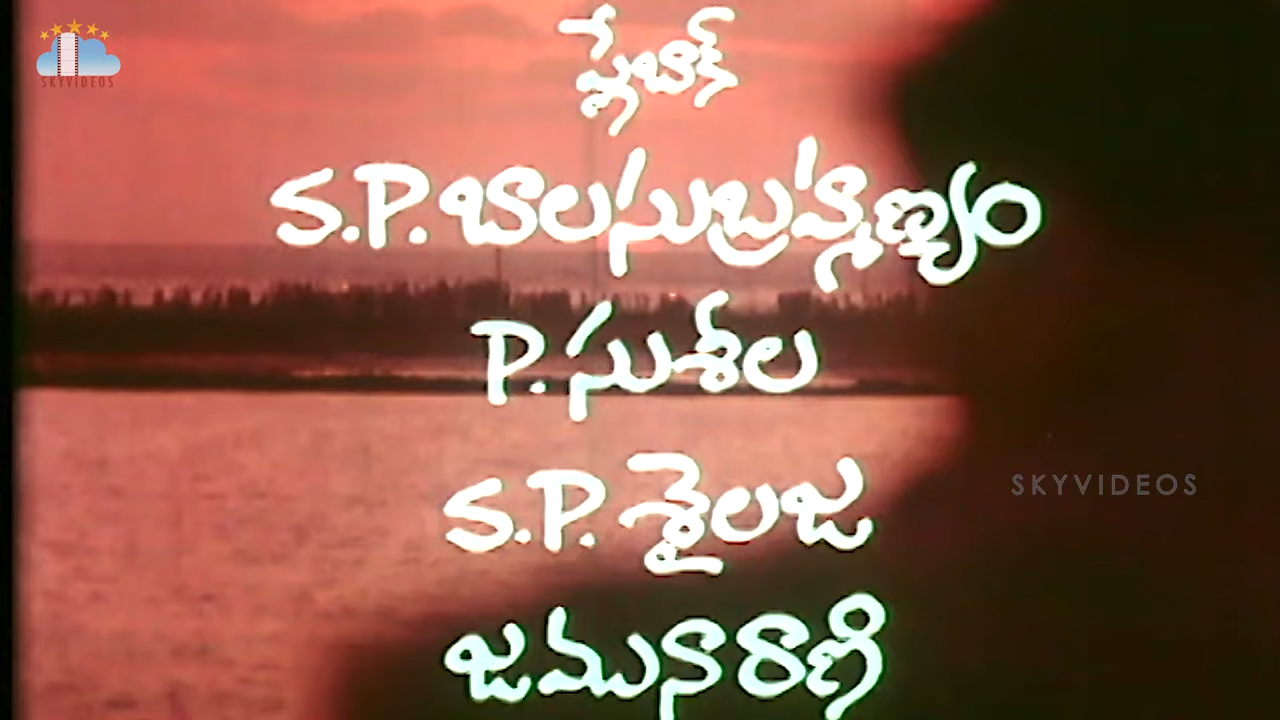 SKYVIDEOS
ప్లేబాక్
S.P. బాలసుబ్రహ్మణ్యం
P. సుశీల
S.P. శైలజ
SKYVIDEOS
జమునారాణి